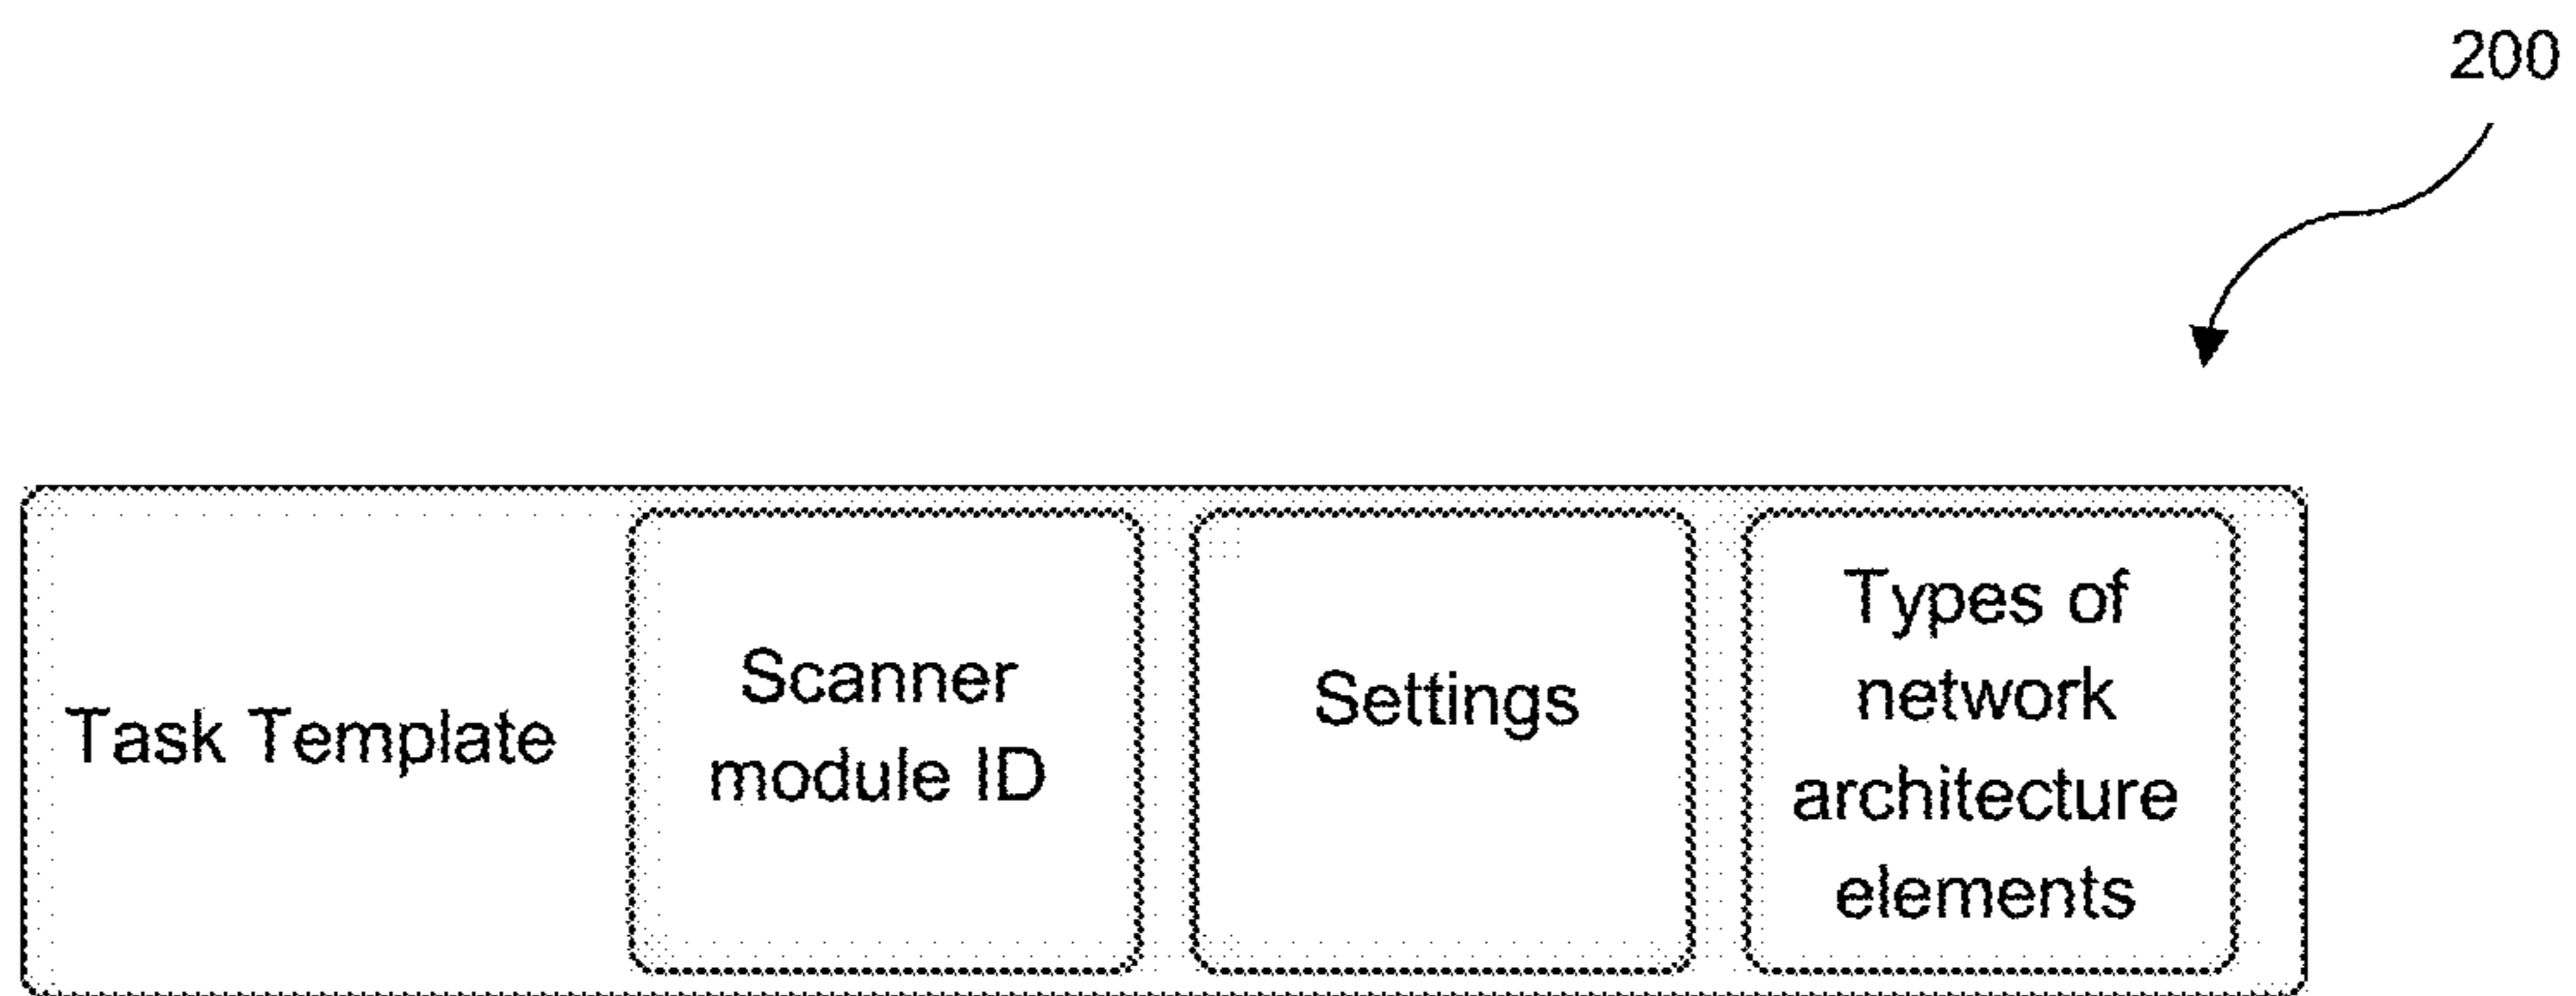 200
Task Template
Scanner
module ID
Settings
Types of
network
architecture
elements